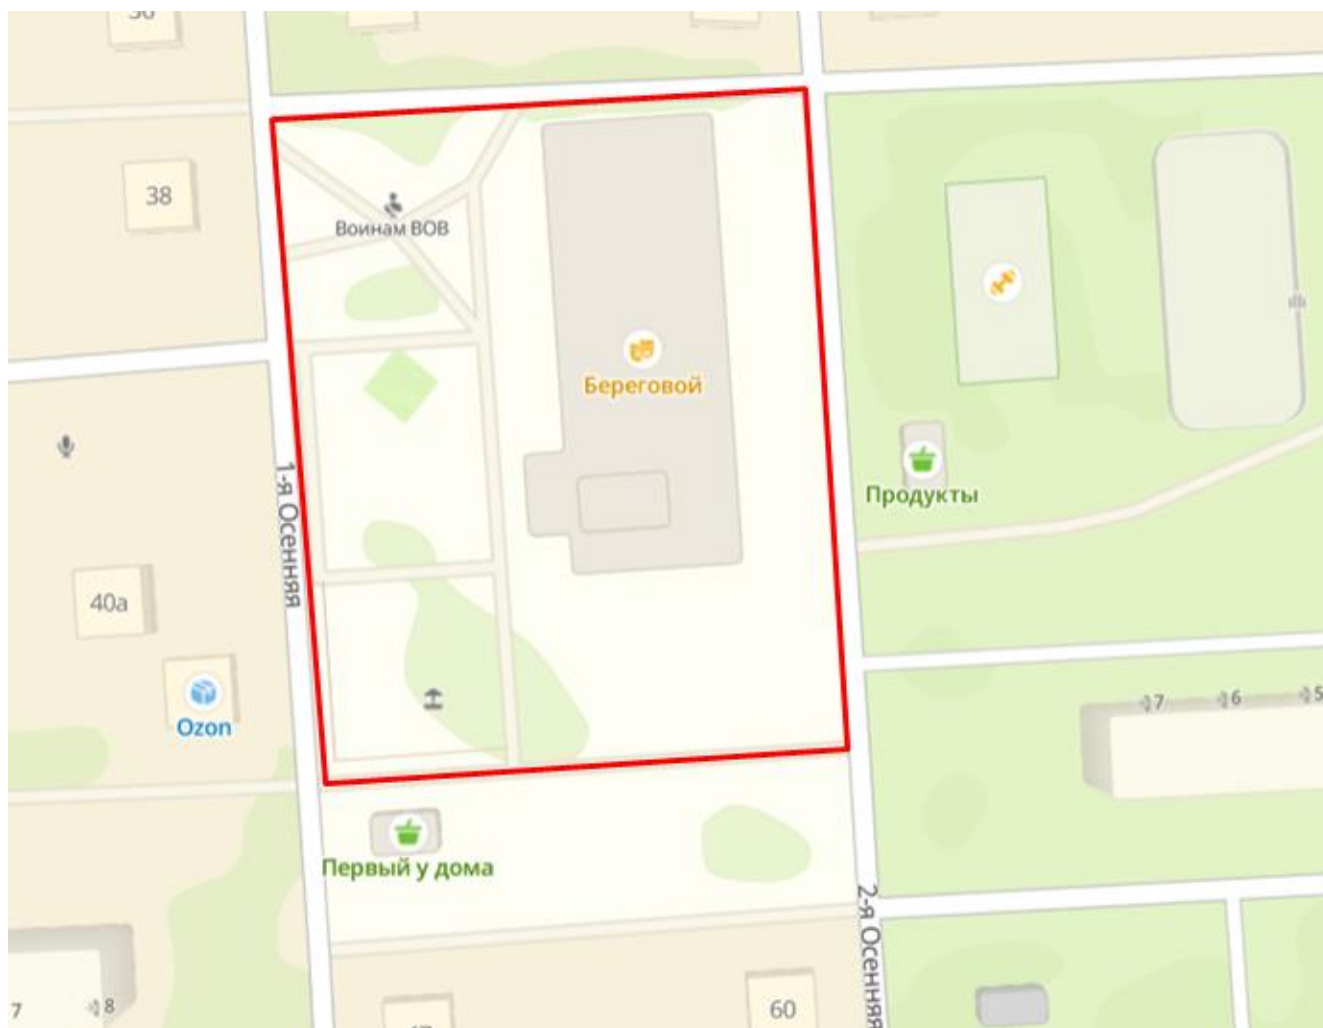 38
Воинам ВОВ
Береговой
Продукты
1-я Осенняя
40а
Ozon
7
6
5
Первый у дома
2-я Осенняя
7
8
60